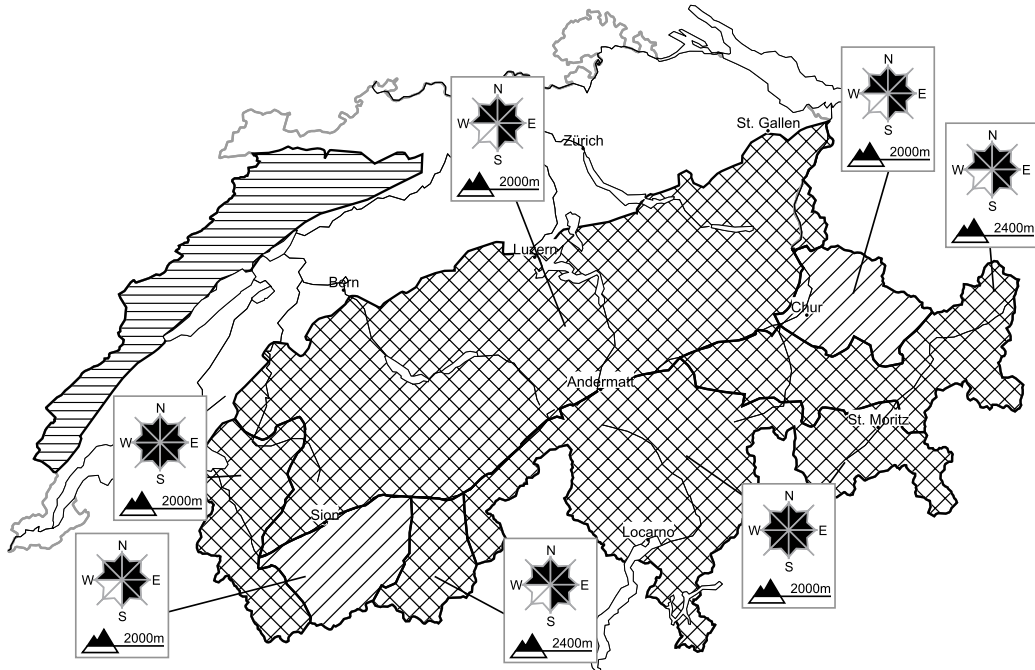 N
W E
S
2000m
N
W E
S
2000m
N
W E
S
2400m
St. Gallen
Zürich
Luzern
Bern
Chur
Andermatt
St. Moritz
N
W E
S
2000m
Sion
Locarno
N
W E
S
2000m
N
W E
S
2000m
N
W E
S
2400m